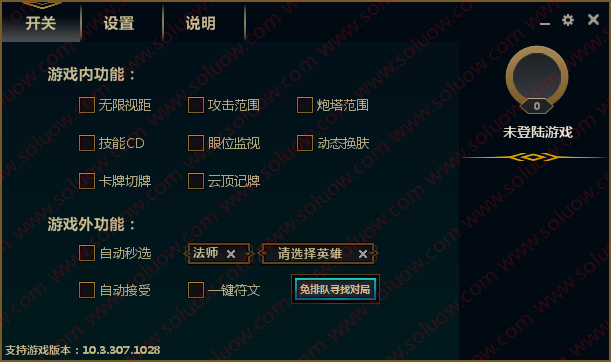 开关 设置 说明
游戏内功能：
无限视距 攻击范围 炮塔范围
技能CD 眼位监视 动态换肤
卡牌切牌 云顶记牌
游戏外功能：
自动秒选 法师 请选择英雄
自动接受 一键符文 免排队寻找对局
支持游戏版本：10.3.307.1028
0
未登陆游戏
www.soluow.com